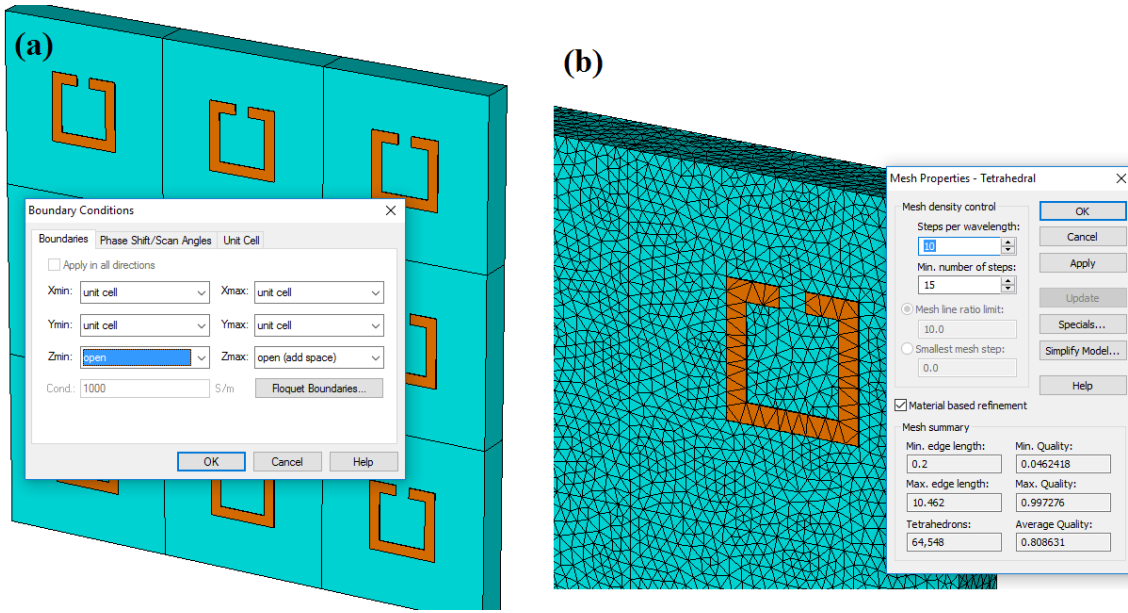 (a)
Boundary Conditions
Boundaries Phase Shift/Scan Angles Unit Cell
Apply in all directions
Xmin: unit cell Xmax: unit cell
Ymin: unit cell Ymax: unit cell
Zmin: open Zmax: open (add space)
Cond.: 1000 S/m Floquet Boundaries...
OK Cancel Help
(b)
Mesh Properties - Tetrahedral
Mesh density control
Steps per wavelength:
10
Min. number of steps:
15
Mesh line ratio limit:
10.0
Smallest mesh step:
0.0
OK
Cancel
Apply
Update
Specials...
Simplify Model...
Help
Material based refinement
Mesh summary
Min. edge length: Min. Quality:
0.2 0.0462418
Max. edge length: Max. Quality:
10.462 0.997276
Tetrahedrons: Average Quality:
64,548 0.808631